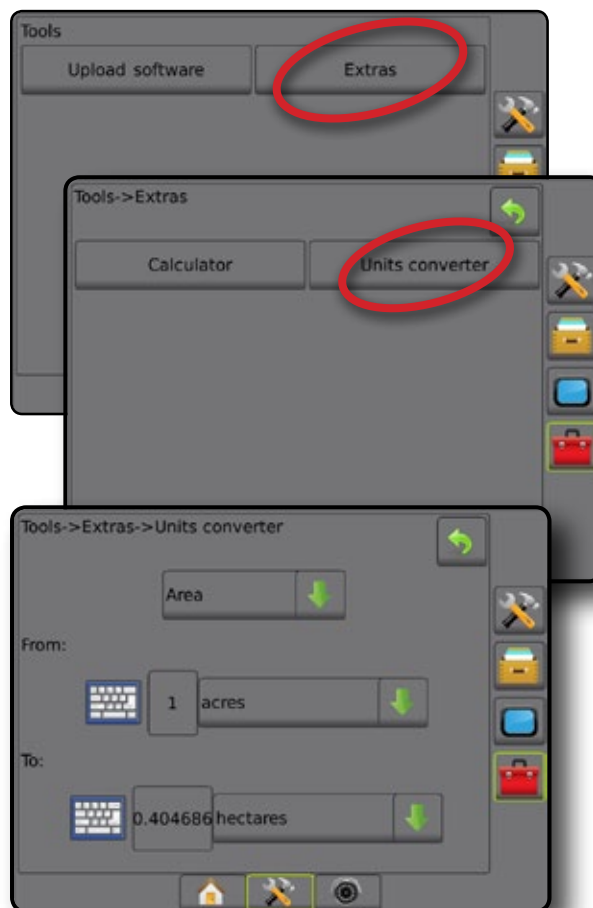 Tools
Upload software Extras
Tools->Extras
Calculator Units converter
Tools->Extras->Units converter
Area
From:
1 acres
To:
0.404686 hectares